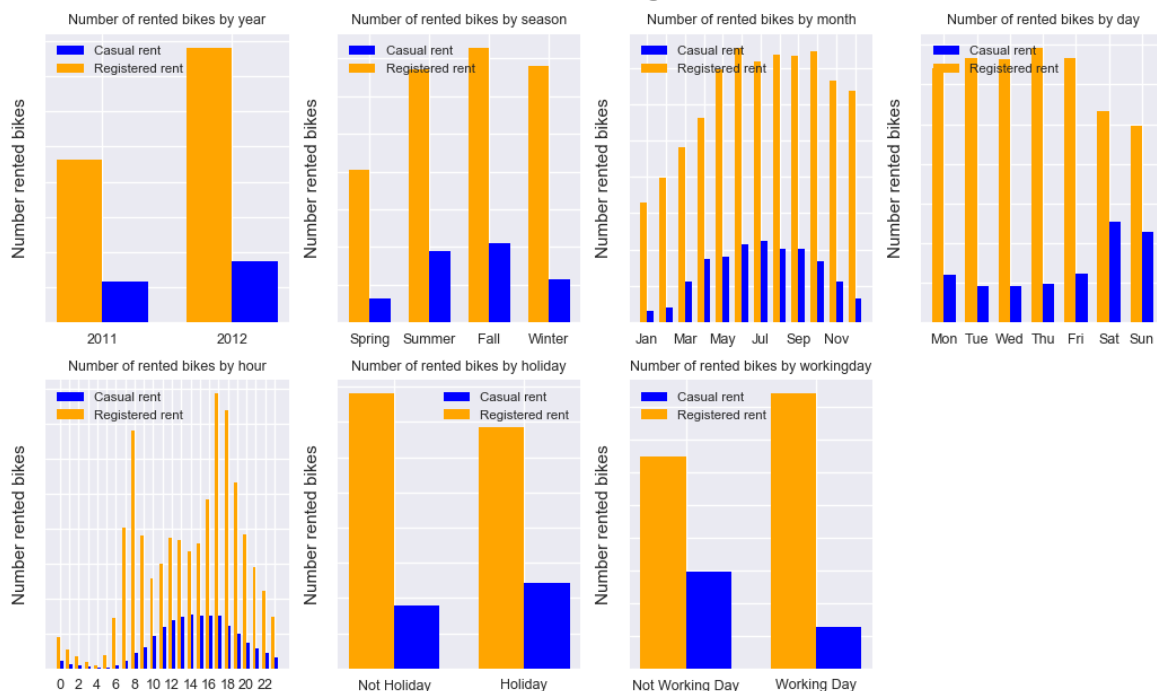 Number of rented bikes by year
Casual rent
Registered rent
Number rented bikes
2011 2012
Number of rented bikes by season
Casual rent
Registered rent
Number rented bikes
Spring Summer Fall Winter
Number of rented bikes by month
Casual rent
Registered rent
Number rented bikes
Jan Mar May Jul Sep Nov
Number of rented bikes by day
Casual rent
Registered rent
Number rented bikes
Mon Tue Wed Thu Fri Sat Sun
Number of rented bikes by hour
Casual rent
Registered rent
Number rented bikes
0 2 4 6 8 10 12 14 16 18 20 22
Number of rented bikes by holiday
Casual rent
Registered rent
Number rented bikes
Not Holiday Holiday
Number of rented bikes by workingday
Casual rent
Registered rent
Number rented bikes
Not Working Day Working Day